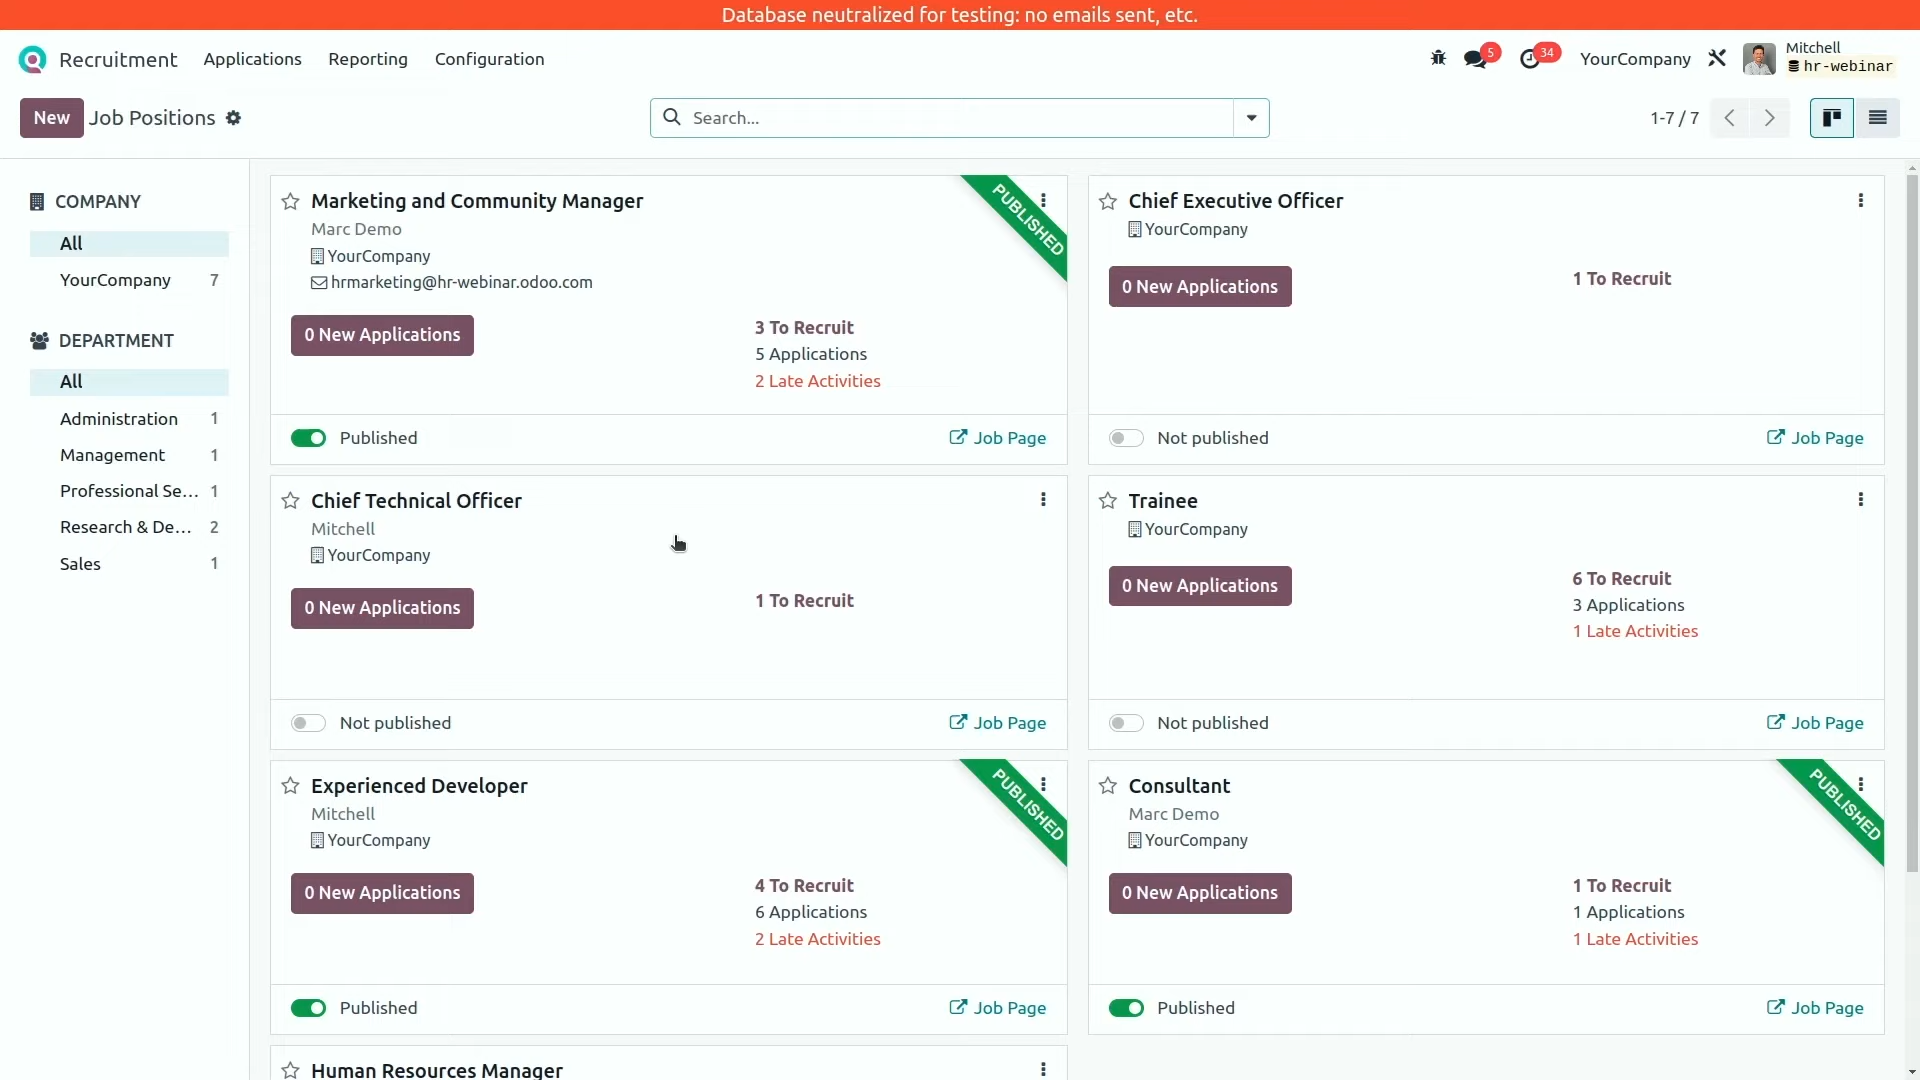 Database neutralized for testing: no emails sent, etc.
Recruitment Applications Reporting Configuration 5 34 YourCompany Mitchell
hr-webinar
New Job Positions Search... 1-7 / 7
COMPANY
All
YourCompany 7
DEPARTMENT
All
Administration 1
Management 1
Professional Se... 1
Research & De... 2
Sales 1
Marketing and Community Manager
PUBLISHED
Marc Demo
YourCompany
hrmarketing@hr-webinar.odoo.com
0 New Applications
3 To Recruit
5 Applications
2 Late Activities
Published Job Page
Chief Executive Officer
YourCompany
0 New Applications
1 To Recruit
Not published Job Page
Chief Technical Officer
Mitchell
YourCompany
0 New Applications
1 To Recruit
Not published Job Page
Trainee
YourCompany
0 New Applications
6 To Recruit
3 Applications
1 Late Activities
Not published Job Page
Experienced Developer
PUBLISHED
Mitchell
YourCompany
0 New Applications
4 To Recruit
6 Applications
2 Late Activities
Published Job Page
Consultant
PUBLISHED
Marc Demo
YourCompany
0 New Applications
1 To Recruit
1 Applications
1 Late Activities
Published Job Page
Human Resources Manager